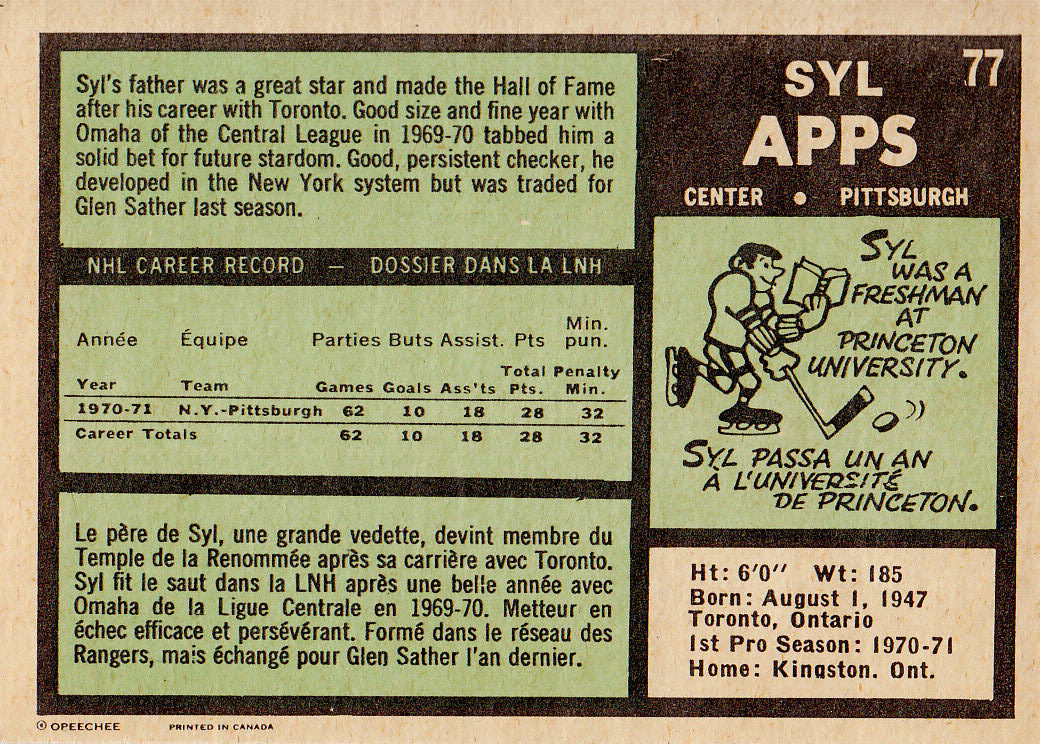 Syl's father was a great star and made the Hall of Fame
after his career with Toronto. Good size and fine year with
Omaha of the Central League in 1969-70 tabbed him a
solid bet for future stardom. Good, persistent checker, he
developed in the New York system but was traded for
Glen Sather last season.
77
SYL
APPS
CENTER • PITTSBURGH
NHL CAREER RECORD — DOSSIER DANS LA LNH
Année Équipe Parties Buts Assist. Pts Min. pun.
Year Team Games Goals Ass'ts Total Pts. Penalty Min.
1970-71 N.Y.-Pittsburgh 62 10 18 28 32
Career Totals 62 10 18 28 32
SYL
WAS A
FRESHMAN
AT
PRINCETON
UNIVERSITY.
SYL PASSA UN AN
A L'UNIVERSITÉ
DE PRINCETON.
Le père de Syl, une grande vedette, devint membre du
Temple de la Renommée après sa carrière avec Toronto.
Syl fit le saut dans la LNH après une belle année avec
Omaha de la Ligue Centrale en 1969-70. Metteur en
échec efficace et persévérant. Formé dans le réseau des
Rangers, mais échangé pour Glen Sather l'an dernier.
Ht: 6'0" Wt: 185
Born: August 1, 1947
Toronto, Ontario
1st Pro Season: 1970-71
Home: Kingston. Ont.
© OPEECHEE PRINTED IN CANADA